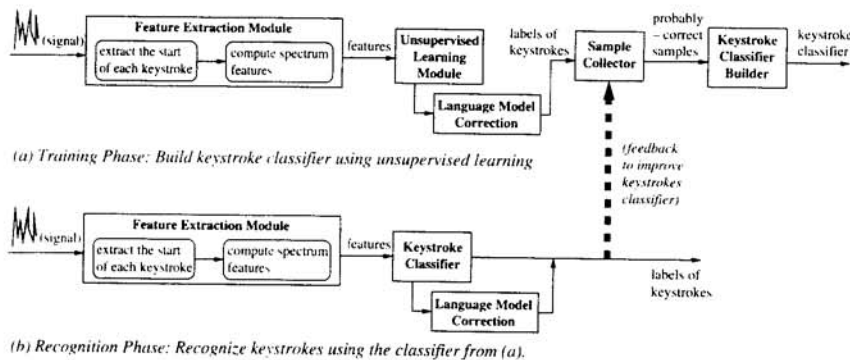 Feature Extraction Module
(signal)
extract the start
of each keystroke
compute spectrum
features
features
Unsupervised
Learning
Module
Language Model
Correction
labels of
keystrokes
Sample
Collector
probably
– correct
samples
Keystroke
Classifier
Builder
keystroke
classifier
(a) Training Phase: Build keystroke classifier using unsupervised learning
(feedback
to improve
keystrokes
classifier)
Feature Extraction Module
(signal)
extract the start
of each keystroke
compute spectrum
features
features
Keystroke
Classifier
Language Model
Correction
labels of
keystrokes
(b) Recognition Phase: Recognize keystrokes using the classifier from (a).